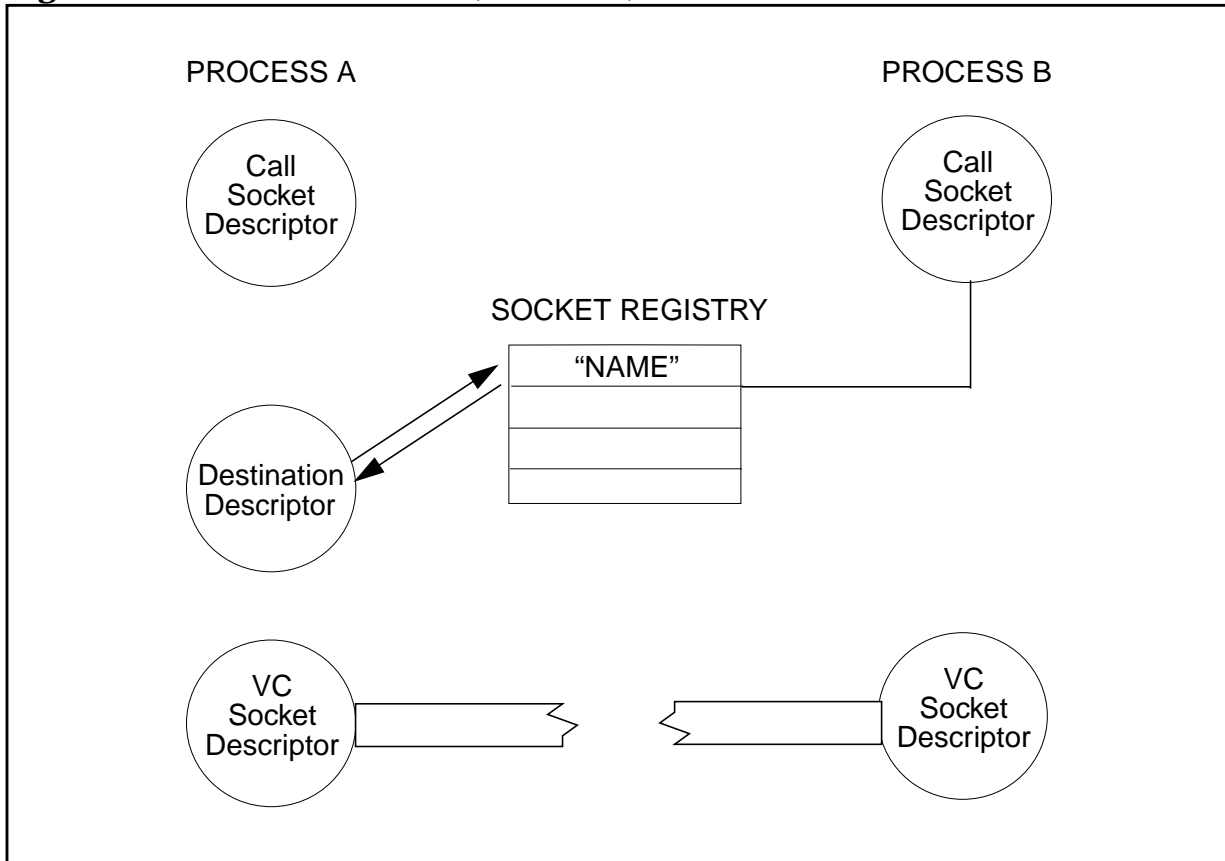 PROCESS A
PROCESS B
Call
Socket
Descriptor
Call
Socket
Descriptor
SOCKET REGISTRY
“NAME”
Destination
Descriptor
VC
Socket
Descriptor
VC
Socket
Descriptor